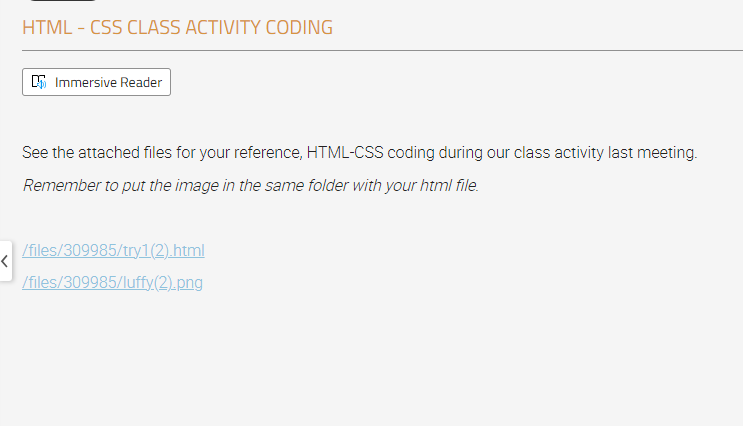 HTML - CSS CLASS ACTIVITY CODING
Immersive Reader
See the attached files for your reference, HTML-CSS coding during our class activity last meeting.
Remember to put the image in the same folder with your html file.
/files/309985/try1(2).html
/files/309985/luffy(2).png